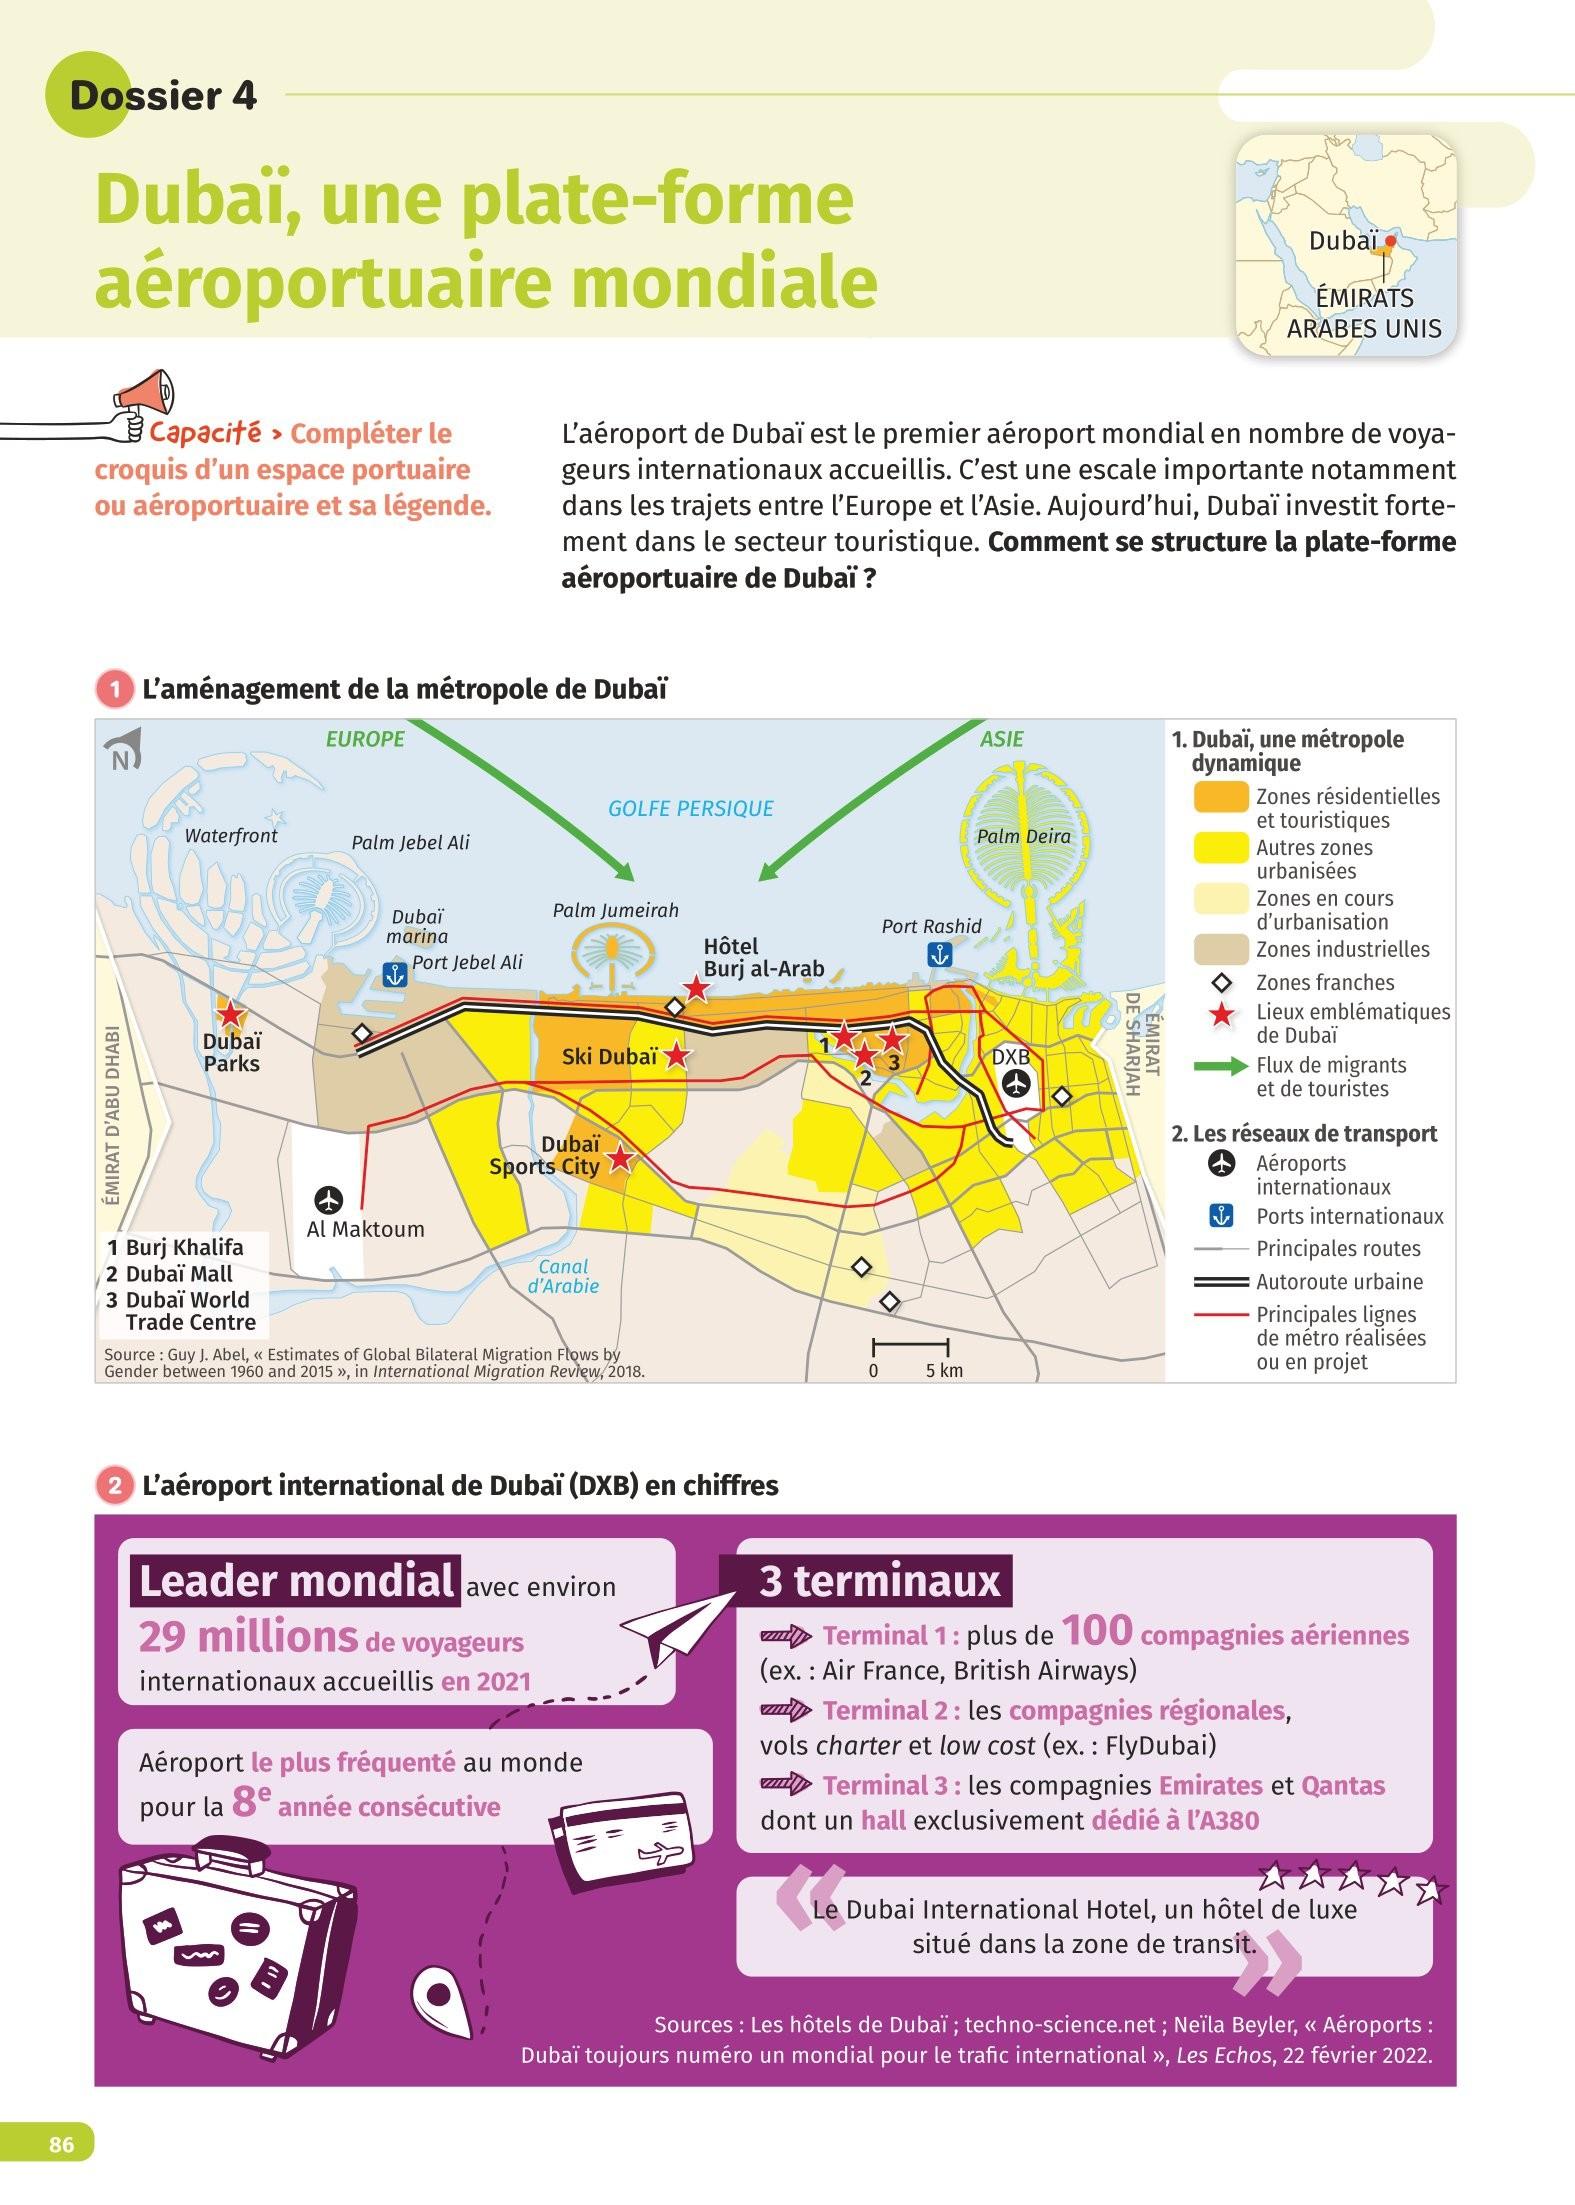 Dossier 4
Dubaï, une plate-forme
aéroportuaire mondiale
Dubaï
ÉMIRATS
ARABES UNIS
Capacité > Compléter le
croquis d'un espace portuaire
ou aéroportuaire et sa légende.
L'aéroport de Dubaï est le premier aéroport mondial en nombre de voya-
geurs internationaux accueillis. C'est une escale importante notamment
dans les trajets entre l'Europe et l'Asie. Aujourd'hui, Dubaï investit forte-
ment dans le secteur touristique. Comment se structure la plate-forme
aéroportuaire de Dubaï ?
1 L'aménagement de la métropole de Dubaï
N
EUROPE
ASIE
GOLFE PERSIQUE
Waterfront
Palm Jebel Ali
Palm Deira
Dubaï
marina
Port Jebel Ali
Palm Jumeirah
Hôtel
Burj al-Arab
Port Rashid
Dubaï
Parks
Ski Dubaï
1
2
3
DXB
ÉMIRAT
DE SHARJAH
ÉMIRAT D'ABU DHABI
Dubaï
Sports City
Al Maktoum
Canal
d'Arabie
1 Burj Khalifa
2 Dubaï Mall
3 Dubaï World
Trade Centre
Source : Guy J. Abel, « Estimates of Global Bilateral Migration Flows by
Gender between 1960 and 2015 », in International Migration Review, 2018.
0 5 km
1. Dubaï, une métropole
dynamique
Zones résidentielles
et touristiques
Autres zones
urbanisées
Zones en cours
d'urbanisation
Zones industrielles
Zones franches
Lieux emblématiques
de Dubaï
Flux de migrants
et de touristes
2. Les réseaux de transport
Aéroports
internationaux
Ports internationaux
Principales routes
Autoroute urbaine
Principales lignes
de métro réalisées
ou en projet
2 L'aéroport international de Dubaï (DXB) en chiffres
Leader mondial avec environ
29 millions de voyageurs
internationaux accueillis en 2021
Aéroport le plus fréquenté au monde
pour la 8e année consécutive
3 terminaux
Terminal 1 : plus de 100 compagnies aériennes
(ex. : Air France, British Airways)
Terminal 2 : les compagnies régionales,
vols charter et low cost (ex. : FlyDubai)
Terminal 3 : les compagnies Emirates et Qantas
dont un hall exclusivement dédié à l'A380
« Le Dubai International Hotel, un hôtel de luxe
situé dans la zone de transit. »
Sources : Les hôtels de Dubaï ; techno-science.net ; Neïla Beyler, « Aéroports :
Dubaï toujours numéro un mondial pour le trafic international », Les Echos, 22 février 2022.
86